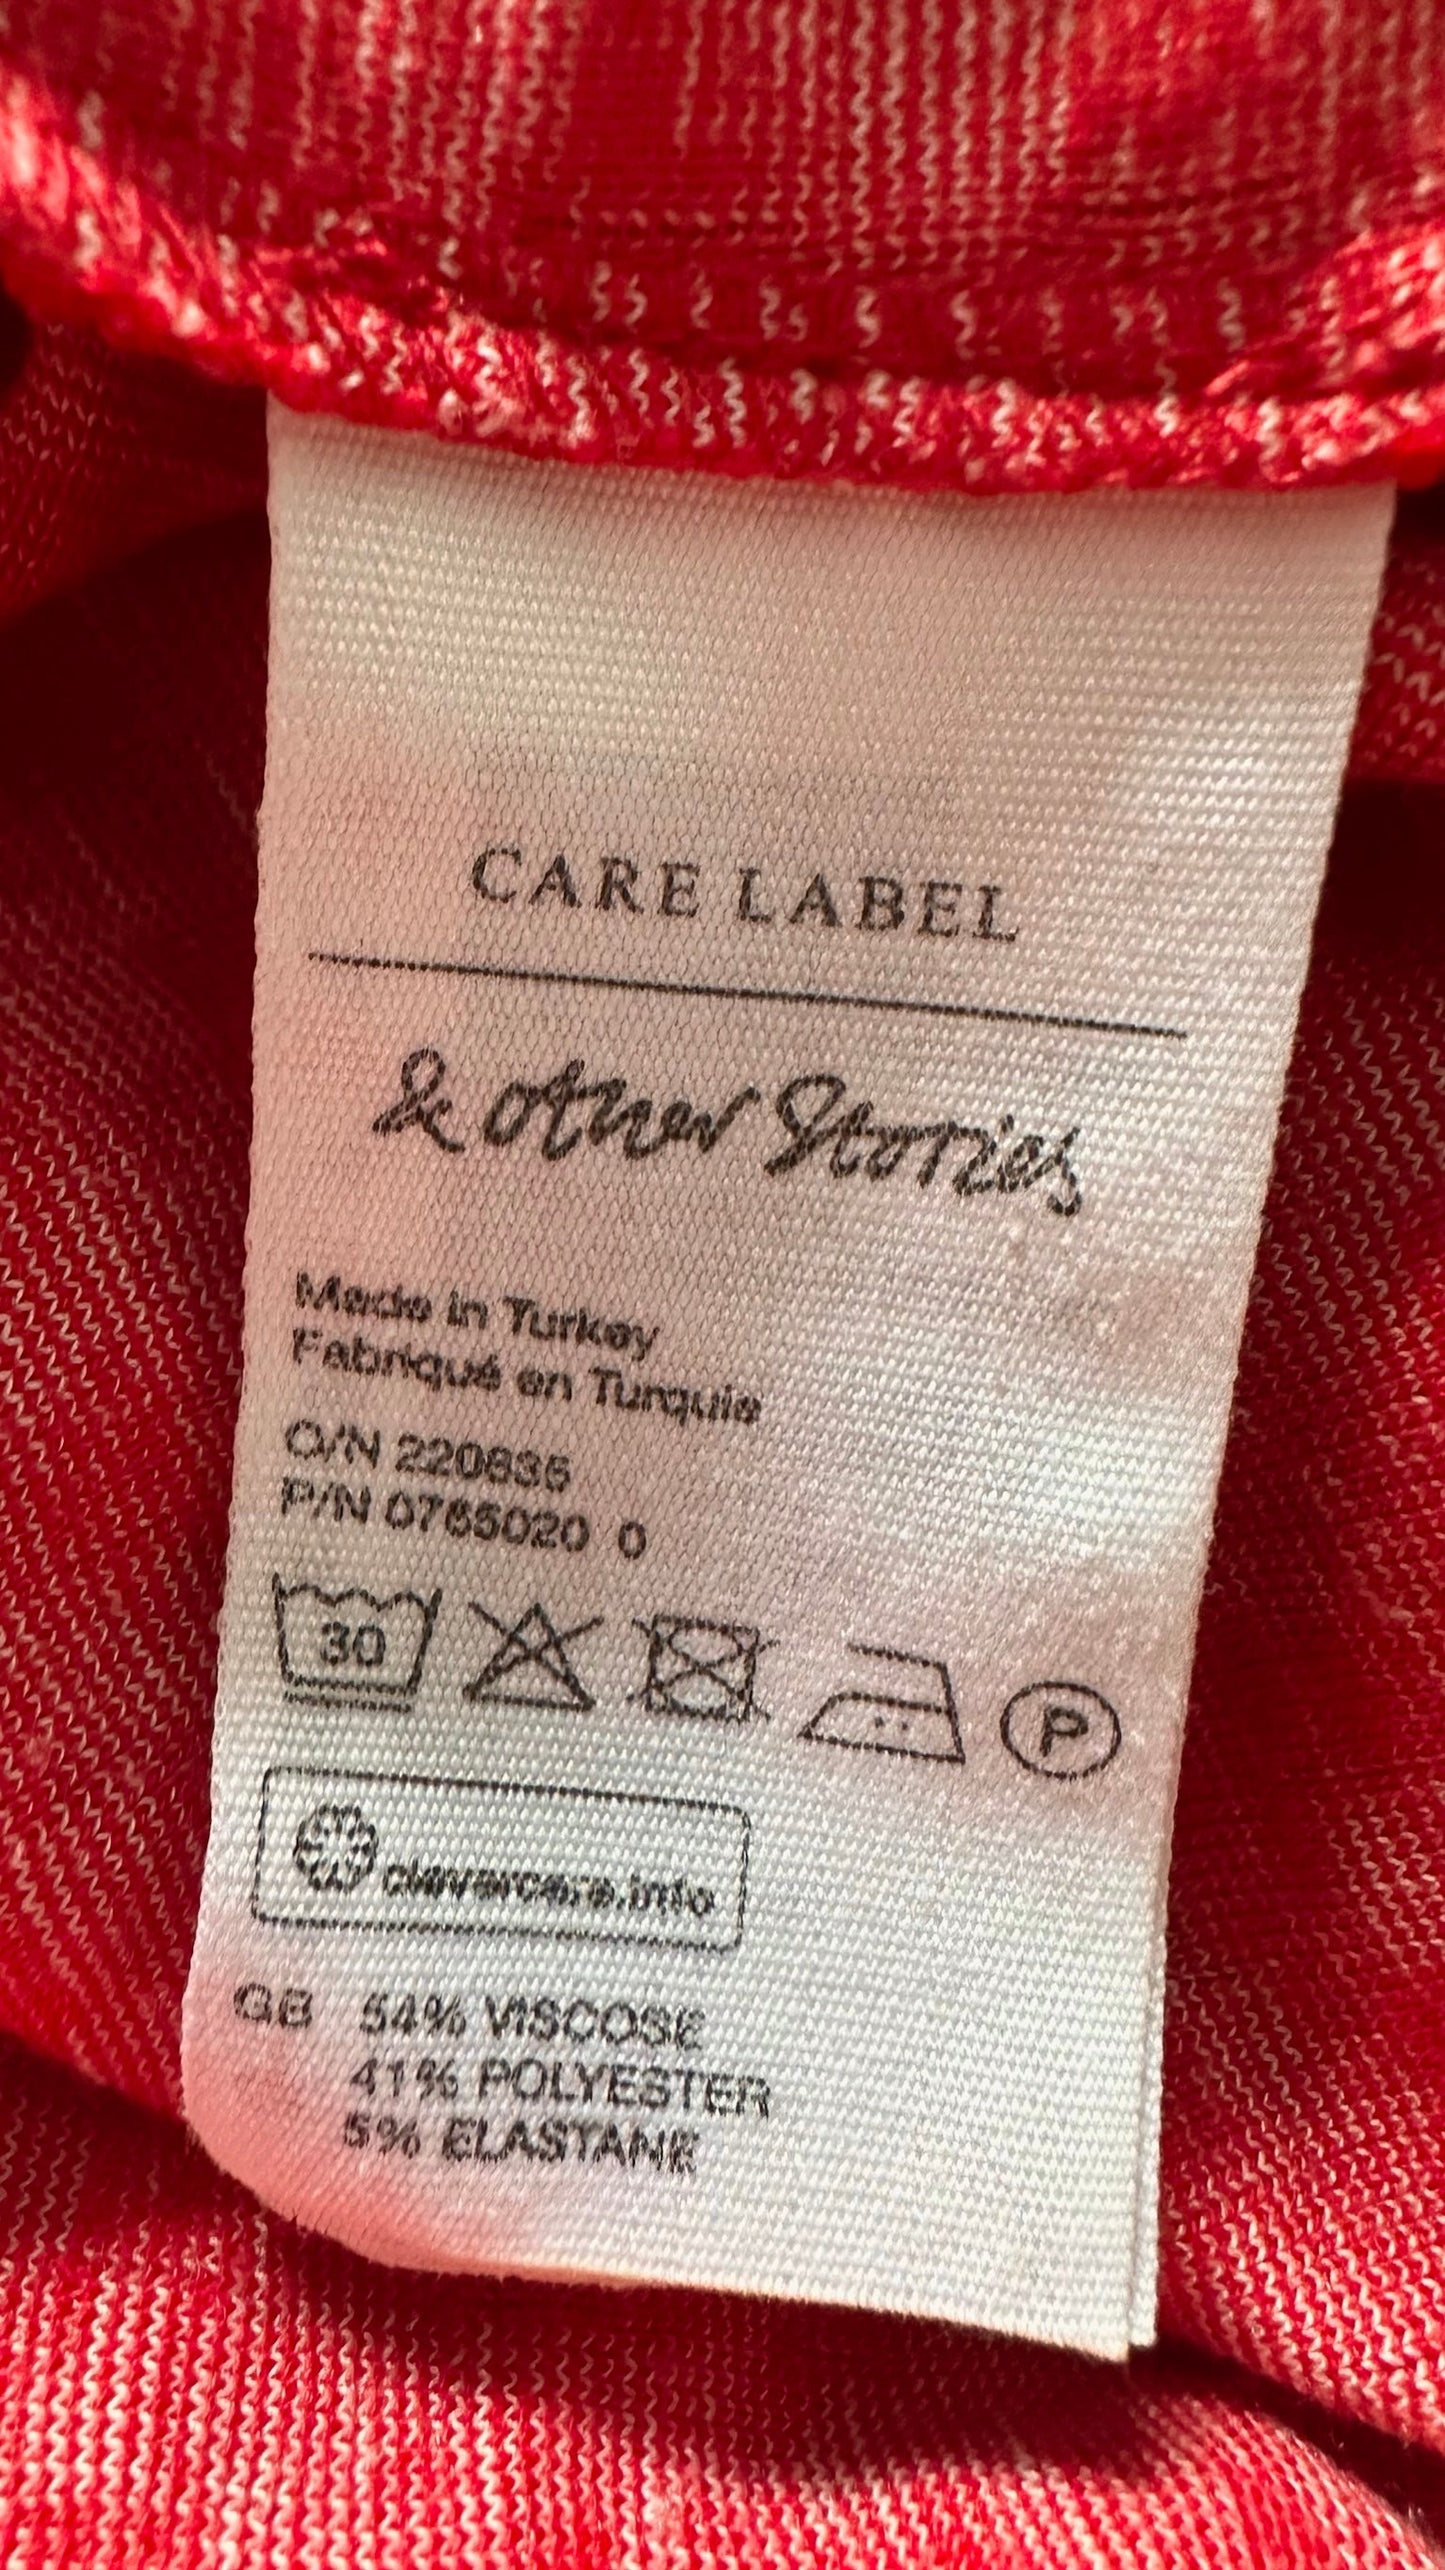 CARE LABEL
& other Stories
Made in Turkey
Fabriqué en Turquie
O/N 220635
P/N 0765020 0
30
P
clevercare.info
GB 54% VISCOSE
41% POLYESTER
5% ELASTANE